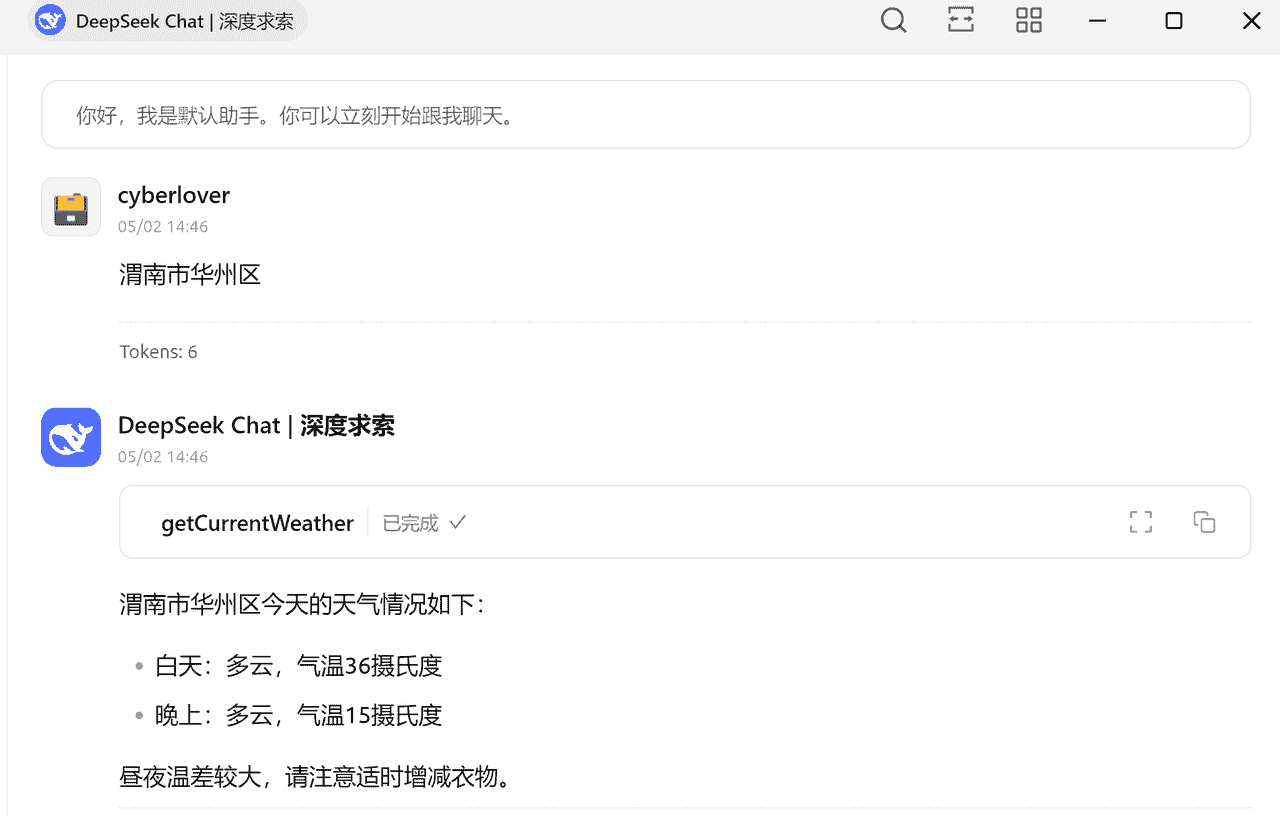 DeepSeek Chat | 深度求索
你好，我是默认助手。你可以立刻开始跟我聊天。
cyberlover
05/02 14:46
渭南市华州区
Tokens: 6
DeepSeek Chat | 深度求索
05/02 14:46
getCurrentWeather 已完成
渭南市华州区今天的天气情况如下：
白天：多云，气温36摄氏度
晚上：多云，气温15摄氏度
昼夜温差较大，请注意适时增减衣物。